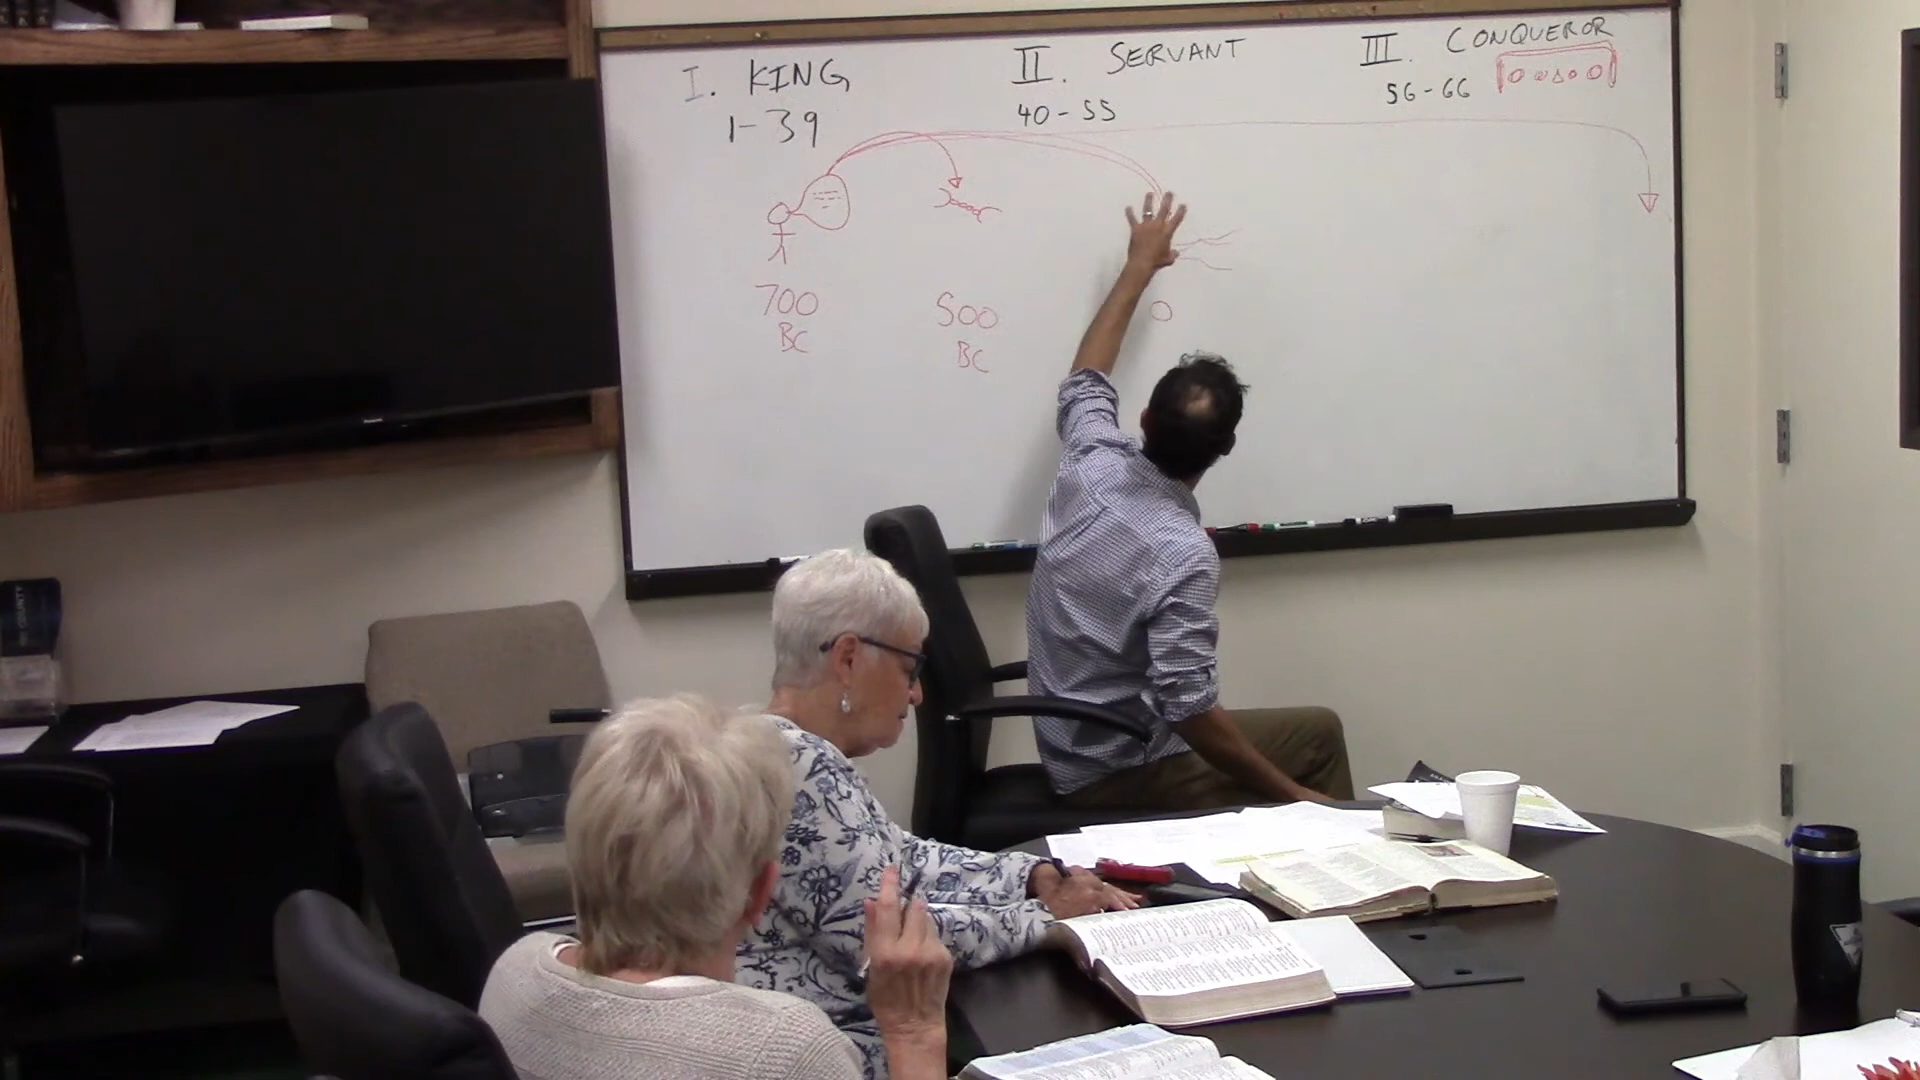 I. KING
1-39
II. SERVANT
40-55
III. CONQUEROR
56-66
700
BC
500
BC
0